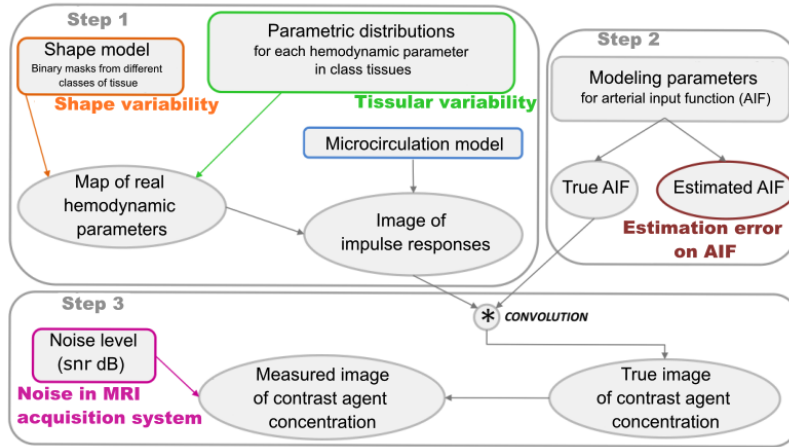 Step 1
Shape model
Binary masks from different
classes of tissue
Shape variability
Parametric distributions
for each hemodynamic parameter
in class tissues
Tissular variability
Microcirculation model
Map of real
hemodynamic
parameters
Image of
impulse responses
Step 2
Modeling parameters
for arterial input function (AIF)
True AIF
Estimated AIF
Estimation error
on AIF
Step 3
* CONVOLUTION
Noise level
(snr dB)
Noise in MRI
acquisition system
Measured image
of contrast agent
concentration
True image
of contrast agent
concentration